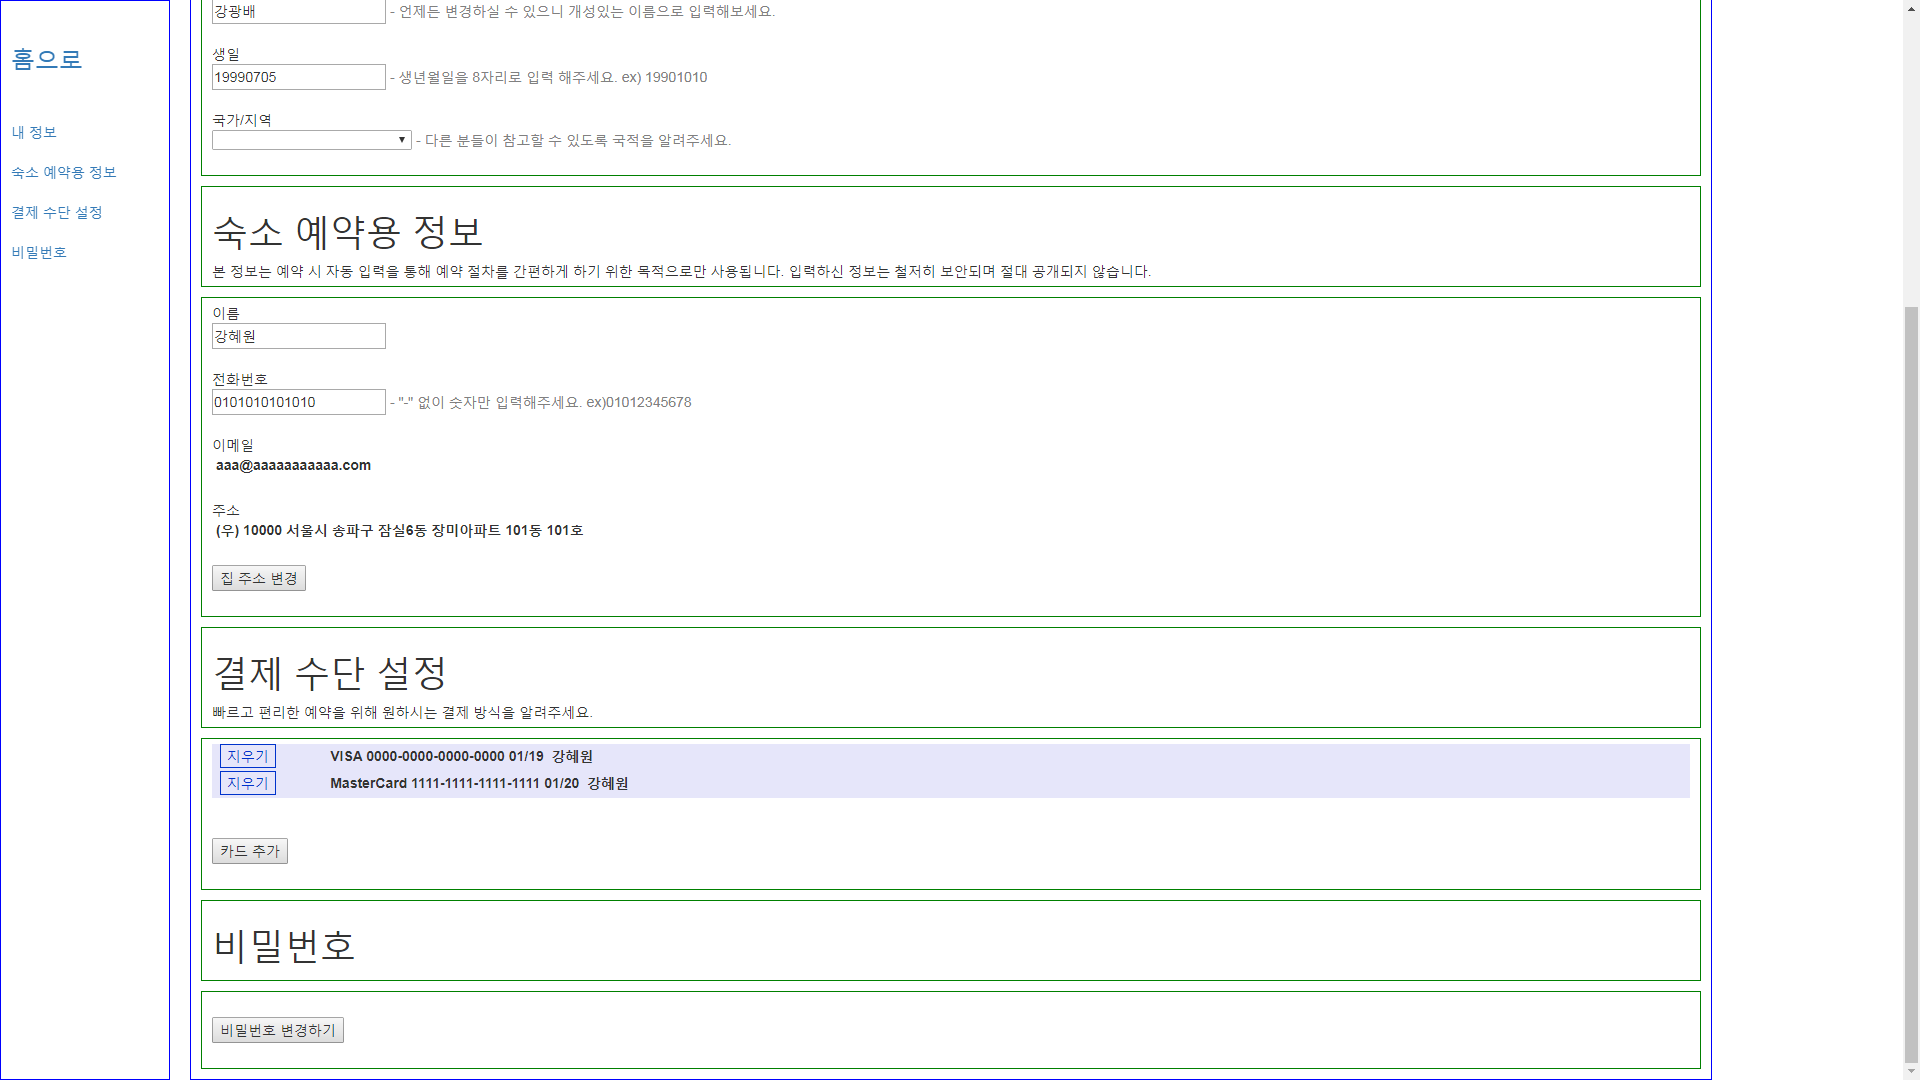 홈으로
내 정보
숙소 예약용 정보
결제 수단 설정
비밀번호
강광배 - 언제든 변경하실 수 있으니 개성있는 이름으로 입력해보세요.
생일
19990705 - 생년월일을 8자리로 입력 해주세요. ex) 19901010
국가/지역
- 다른 분들이 참고할 수 있도록 국적을 알려주세요.
숙소 예약용 정보
본 정보는 예약 시 자동 입력을 통해 예약 절차를 간편하게 하기 위한 목적으로만 사용됩니다. 입력하신 정보는 철저히 보안되며 절대 공개되지 않습니다.
이름
강혜원
전화번호
0101010101010 - "-" 없이 숫자만 입력해주세요. ex)01012345678
이메일
aaa@aaaaaaaaaaa.com
주소
(우) 10000 서울시 송파구 잠실6동 장미아파트 101동 101호
집 주소 변경
결제 수단 설정
빠르고 편리한 예약을 위해 원하시는 결제 방식을 알려주세요.
지우기 VISA 0000-0000-0000-0000 01/19 강혜원
지우기 MasterCard 1111-1111-1111-1111 01/20 강혜원
카드 추가
비밀번호
비밀번호 변경하기